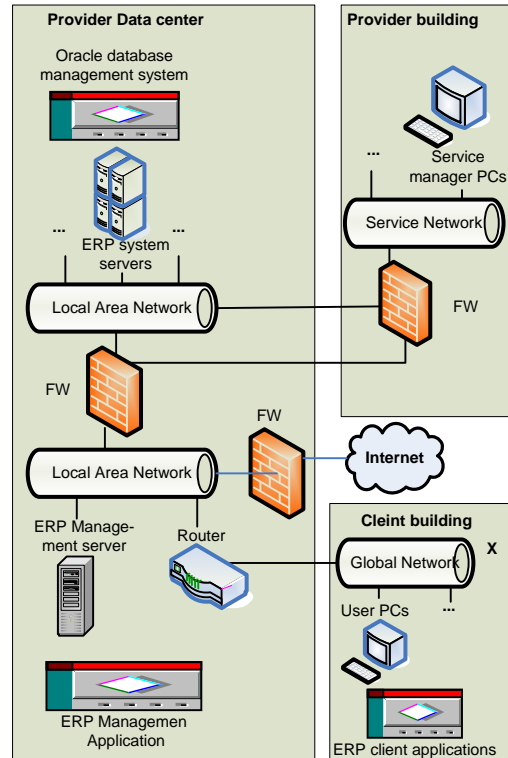 Provider Data center
Oracle database
management system
...
...
ERP system
servers
Local Area Network
FW
FW
Local Area Network
ERP Manage-
ment server
Router
ERP Managemen
Application
Provider building
...
Service
manager PCs
Service Network
FW
Internet
Cleint building
Global Network
X
User PCs
...
ERP client applications